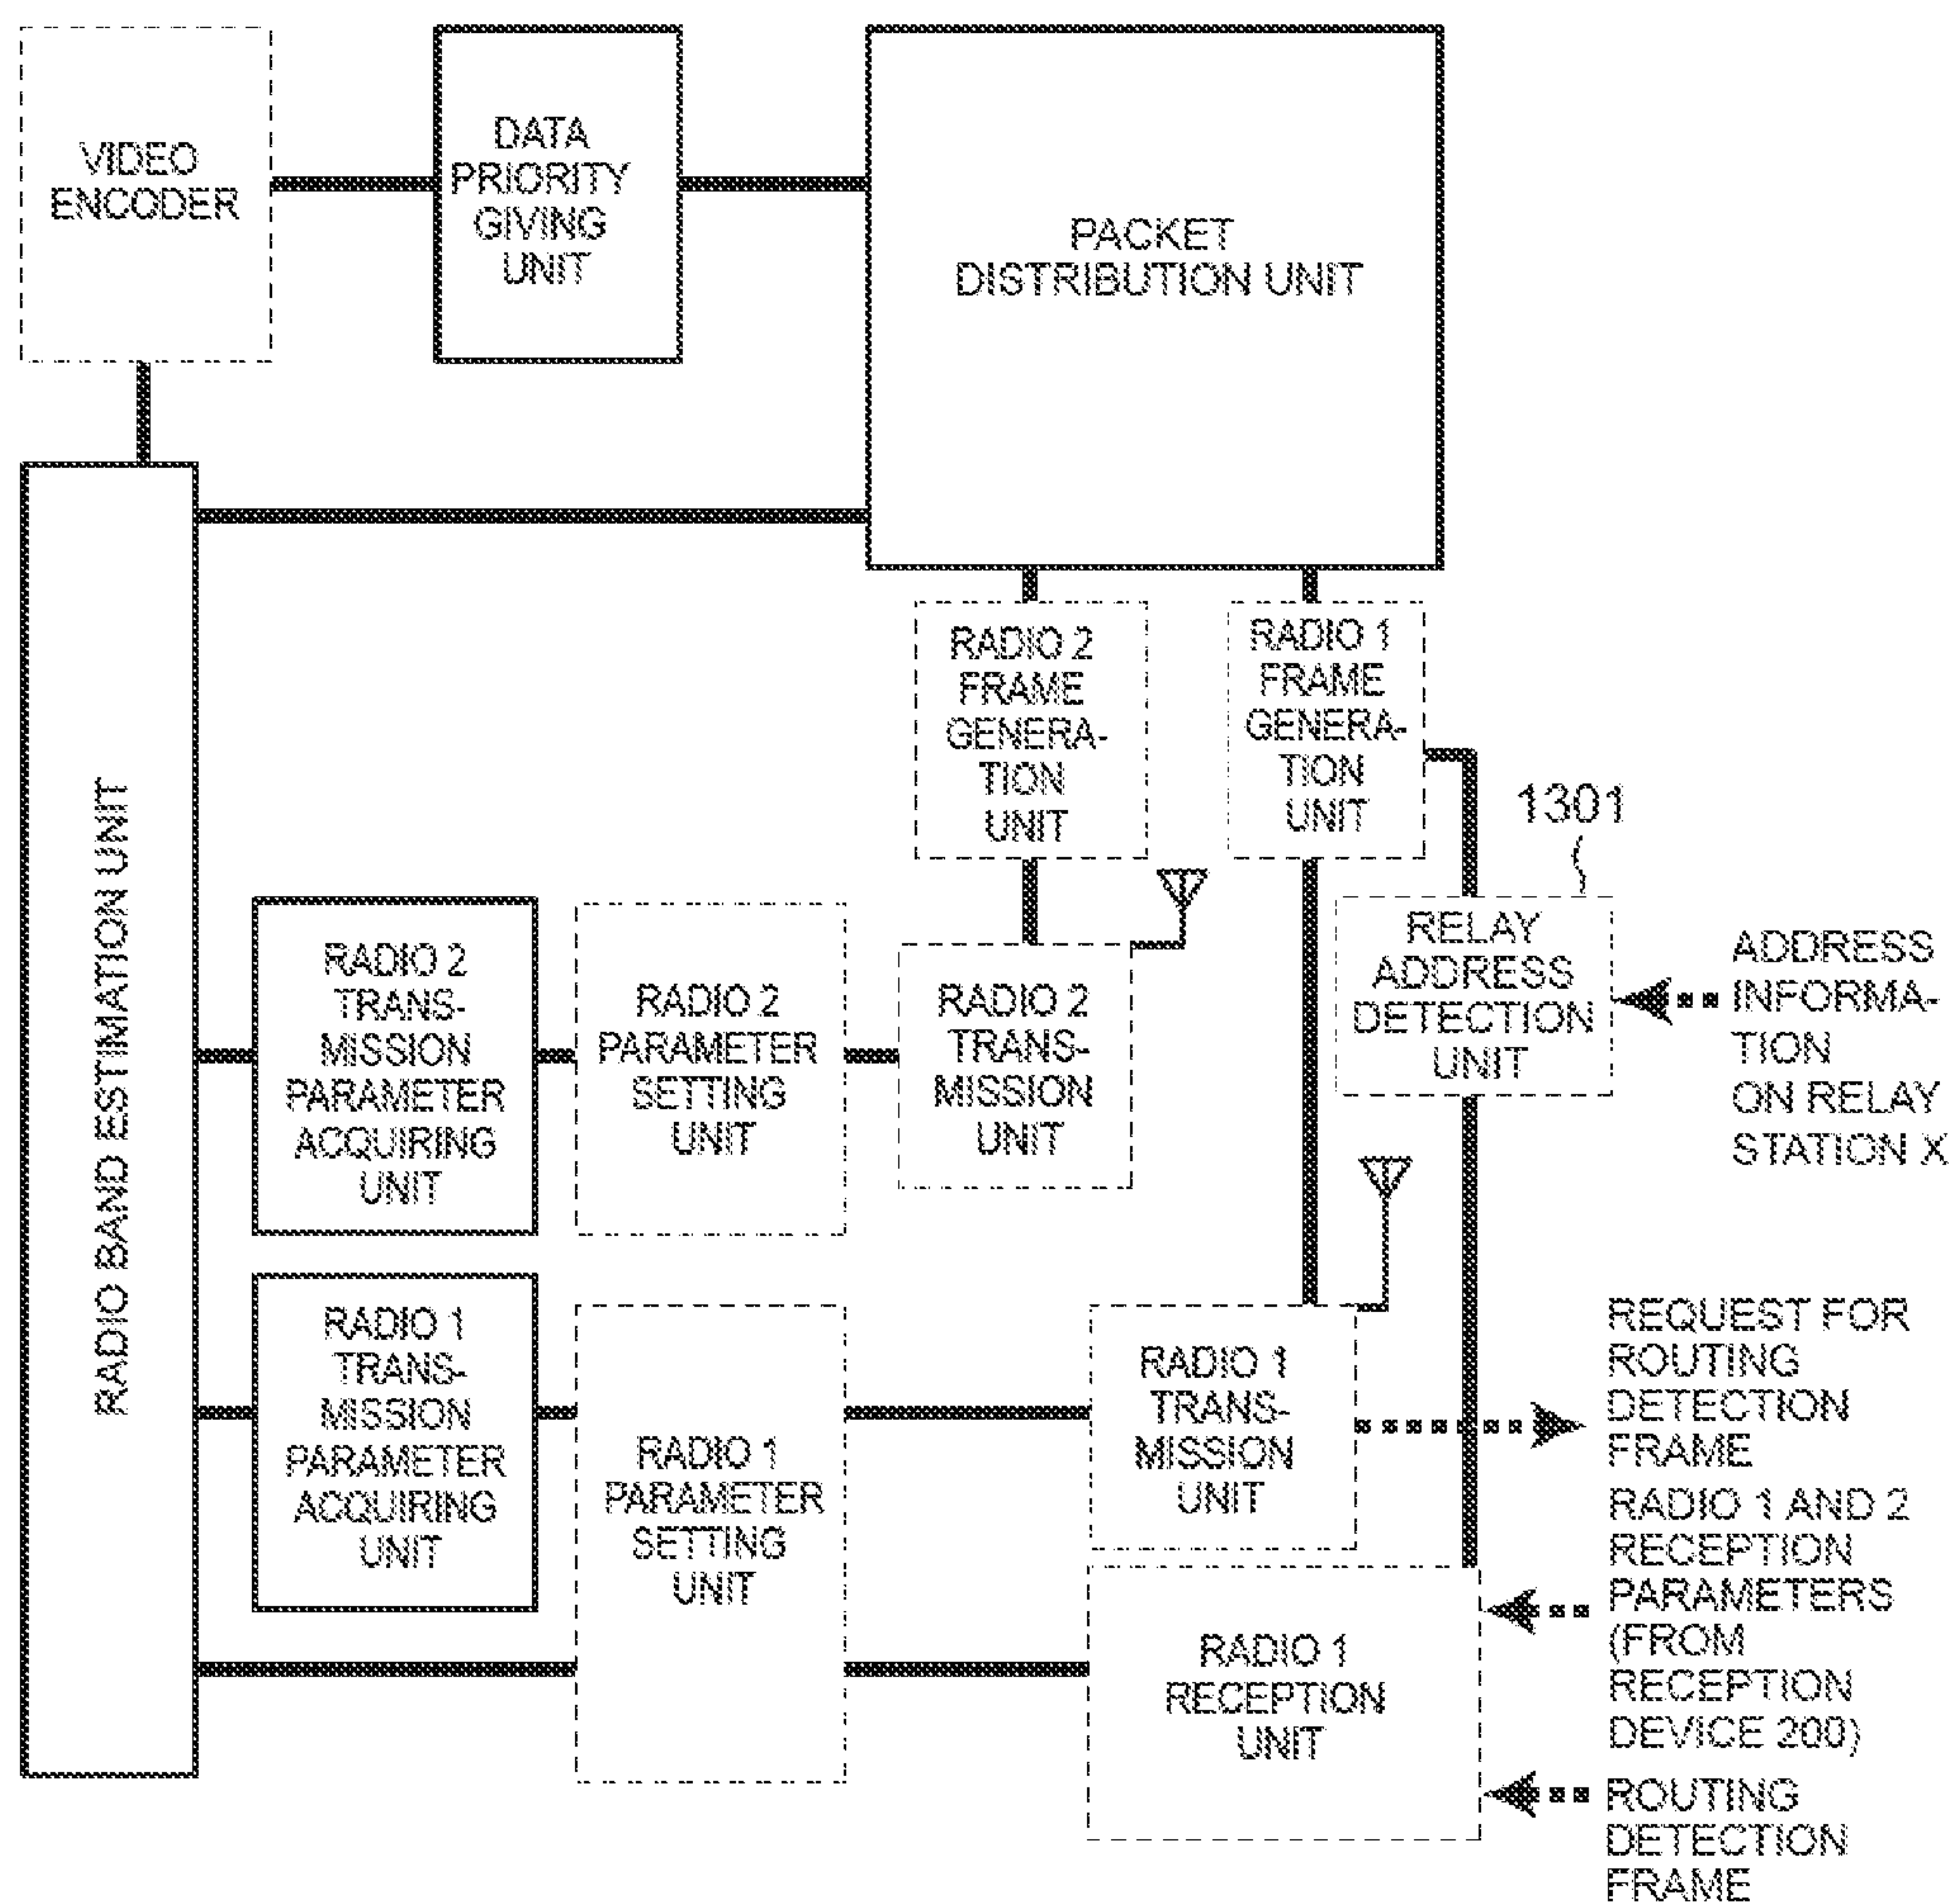 VIDEO
ENCODER
DATA
PRIORITY
GIVING
UNIT
PACKET
DISTRIBUTION UNIT
RADIO BAND ESTIMATION UNIT
RADIO 2
FRAME
GENERA-
TION
UNIT
RADIO 1
FRAME
GENERA-
TION
UNIT
1301
RADIO 2
TRANS-
MISSION
PARAMETER
ACQUIRING
UNIT
RADIO 2
PARAMETER
SETTING
UNIT
RADIO 2
TRANS-
MISSION
UNIT
RELAY
ADDRESS
DETECTION
UNIT
ADDRESS
INFORMA-
TION
ON RELAY
STATION X
RADIO 1
TRANS-
MISSION
PARAMETER
ACQUIRING
UNIT
RADIO 1
PARAMETER
SETTING
UNIT
RADIO 1
TRANS-
MISSION
UNIT
REQUEST FOR
ROUTING
DETECTION
FRAME
RADIO 1
RECEPTION
UNIT
RADIO 1 AND 2
RECEPTION
PARAMETERS
(FROM
RECEPTION
DEVICE 200)
ROUTING
DETECTION
FRAME